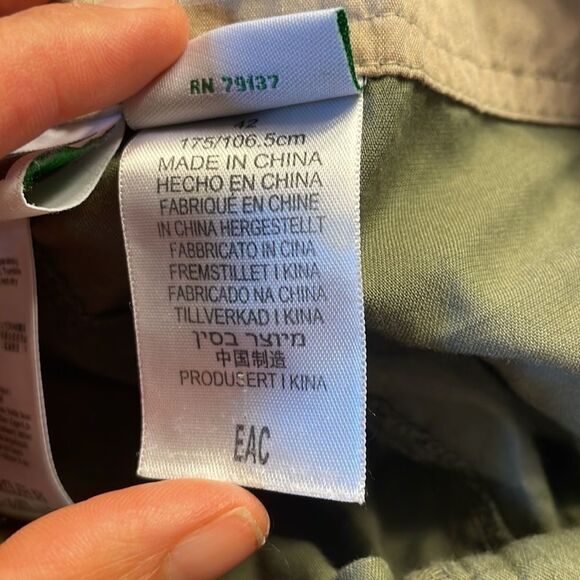 RN 79137
42
175/106.5cm
MADE IN CHINA
HECHO EN CHINA
FABRIQUÉ EN CHINE
IN CHINA HERGESTELLT
FABBRICATO IN CINA
FREMSTILLET I KINA
FABRICADO NA CHINA
TILLVERKAD I KINA
מיוצר בסין
中国制造
PRODUSERT I KINA
EAC